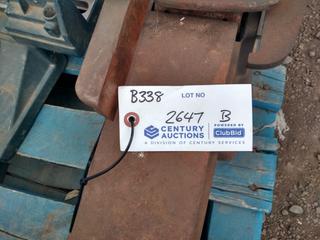 B338 LOT NO
2647 B
CENTURY AUCTIONS POWERED BY ClubBid
A DIVISION OF CENTURY SERVICES